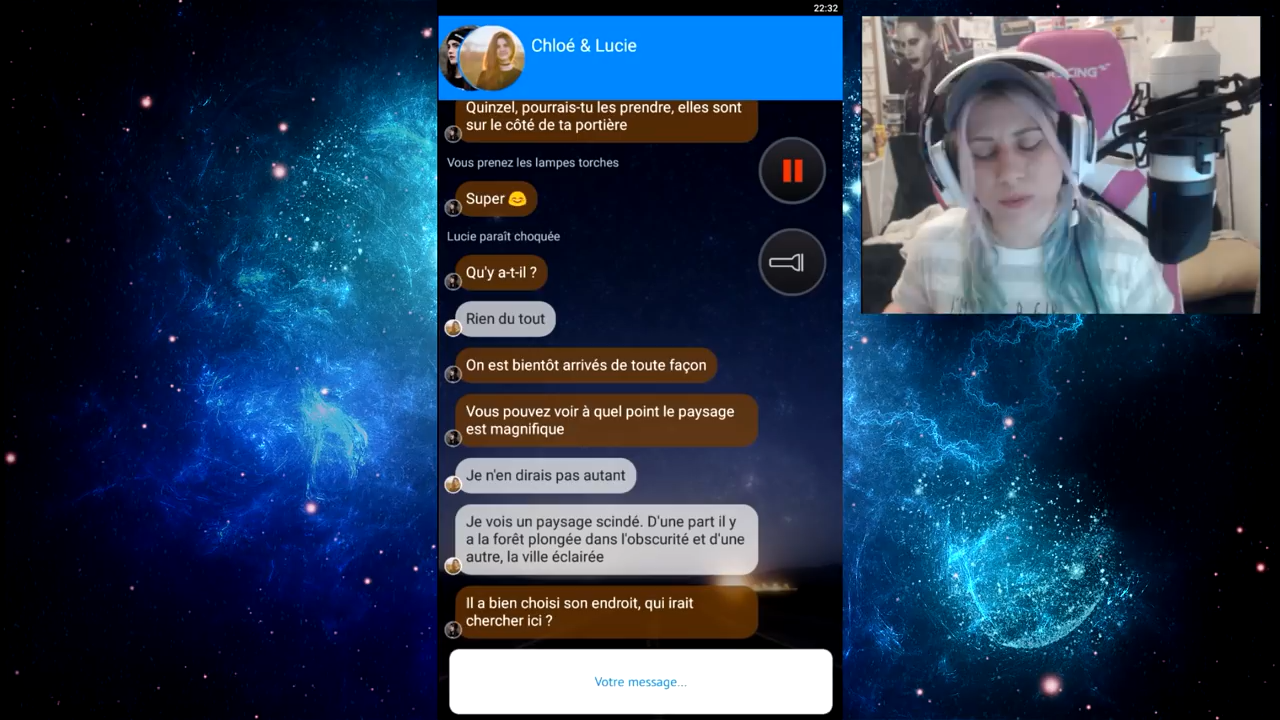 22:32
Chloé & Lucie
Quinzel, pourrais-tu les prendre, elles sont
sur le côté de ta portière
Vous prenez les lampes torches
Super 😊
Lucie paraît choquée
Qu'y a-t-il ?
Rien du tout
On est bientôt arrivés de toute façon
Vous pouvez voir à quel point le paysage
est magnifique
Je n'en dirais pas autant
Je vois un paysage scindé. D'une part il y
a la forêt plongée dans l'obscurité et d'une
autre, la ville éclairée
Il a bien choisi son endroit, qui irait
chercher ici ?
Votre message...